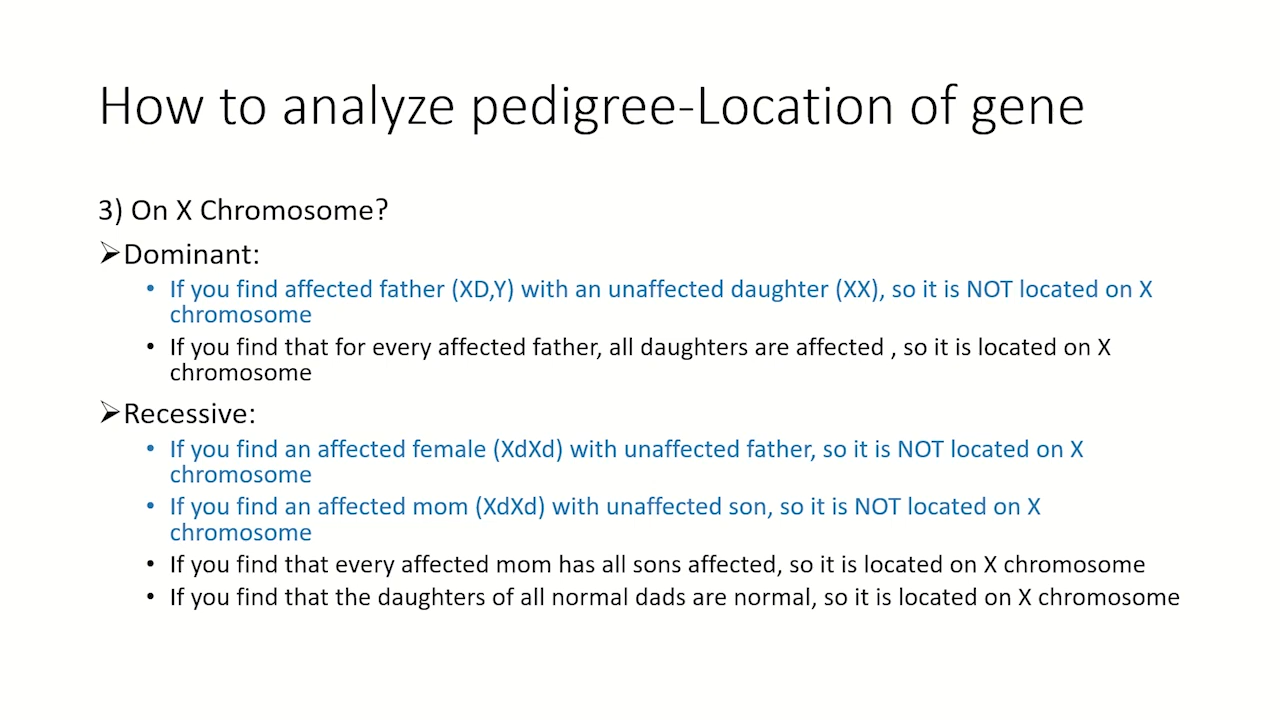 How to analyze pedigree-Location of gene
3) On X Chromosome?
➢Dominant:
• If you find affected father (XD,Y) with an unaffected daughter (XX), so it is NOT located on X
chromosome
• If you find that for every affected father, all daughters are affected , so it is located on X
chromosome
➢Recessive:
• If you find an affected female (XdXd) with unaffected father, so it is NOT located on X
chromosome
• If you find an affected mom (XdXd) with unaffected son, so it is NOT located on X
chromosome
• If you find that every affected mom has all sons affected, so it is located on X chromosome
• If you find that the daughters of all normal dads are normal, so it is located on X chromosome